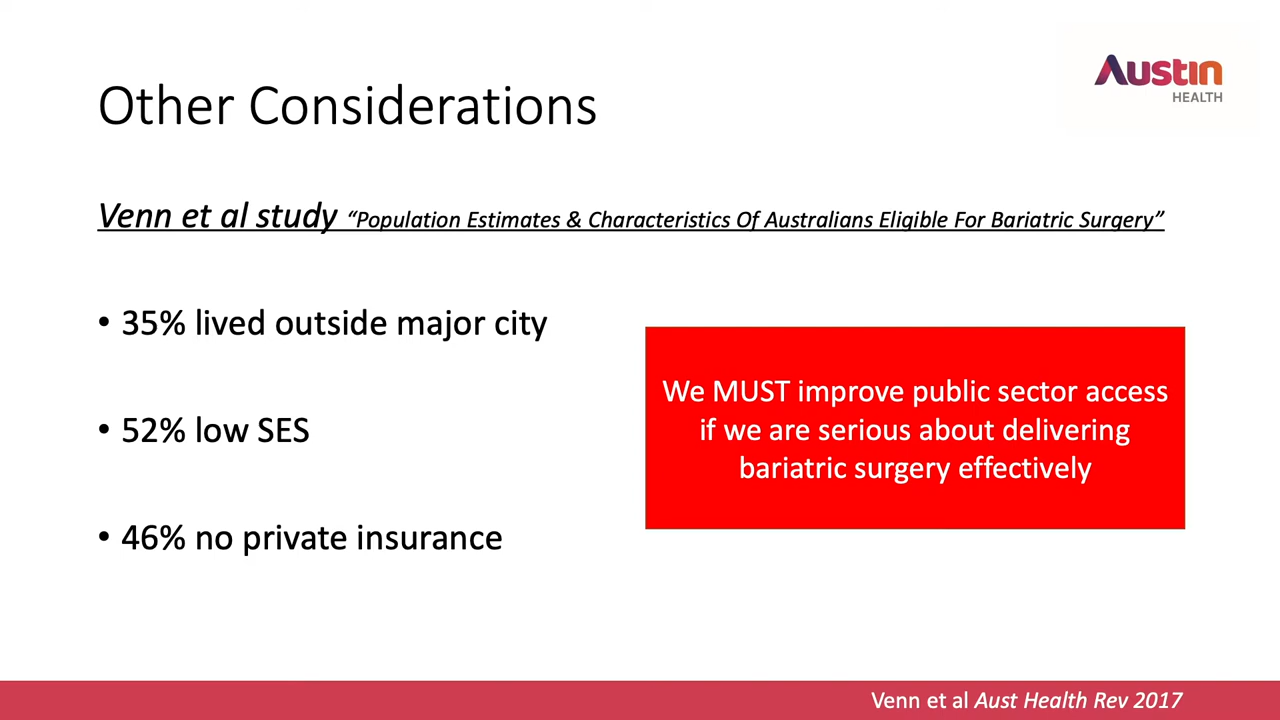 Austin
HEALTH
Other Considerations
Venn et al study “Population Estimates & Characteristics Of Australians Eligible For Bariatric Surgery”
• 35% lived outside major city
• 52% low SES
• 46% no private insurance
We MUST improve public sector access
if we are serious about delivering
bariatric surgery effectively
Venn et al Aust Health Rev 2017